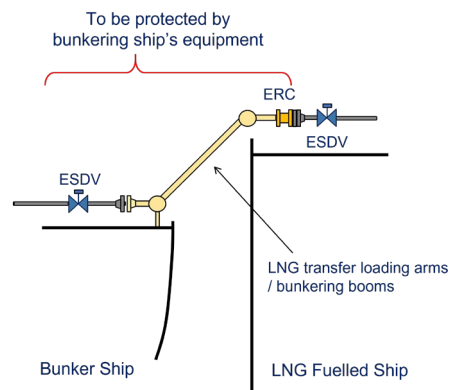 To be protected by
bunkering ship's equipment
ERC
ESDV
ESDV
LNG transfer loading arms
/ bunkering booms
Bunker Ship
LNG Fuelled Ship